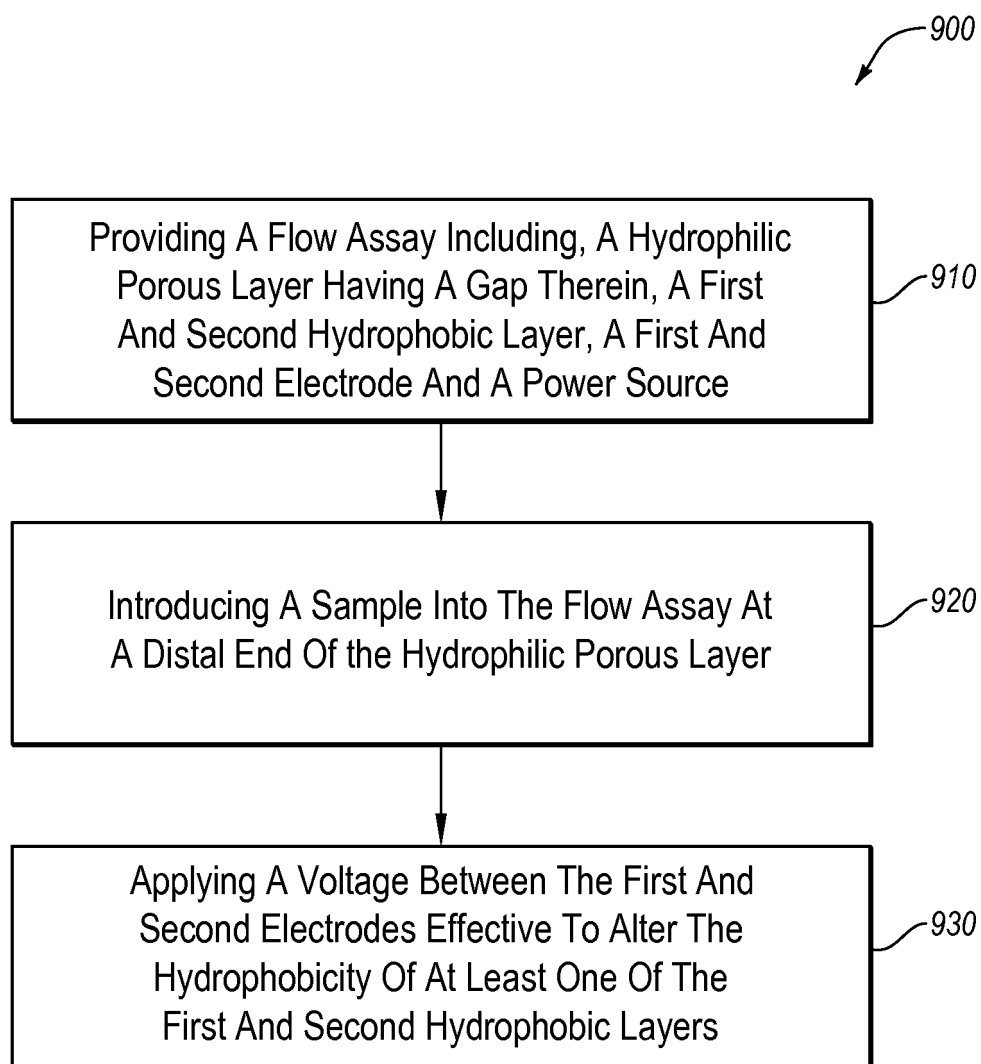 900
Providing A Flow Assay Including, A Hydrophilic
Porous Layer Having A Gap Therein, A First
And Second Hydrophobic Layer, A First And
Second Electrode And A Power Source
910
Introducing A Sample Into The Flow Assay At
A Distal End Of the Hydrophilic Porous Layer
920
Applying A Voltage Between The First And
Second Electrodes Effective To Alter The
Hydrophobicity Of At Least One Of The
First And Second Hydrophobic Layers
930